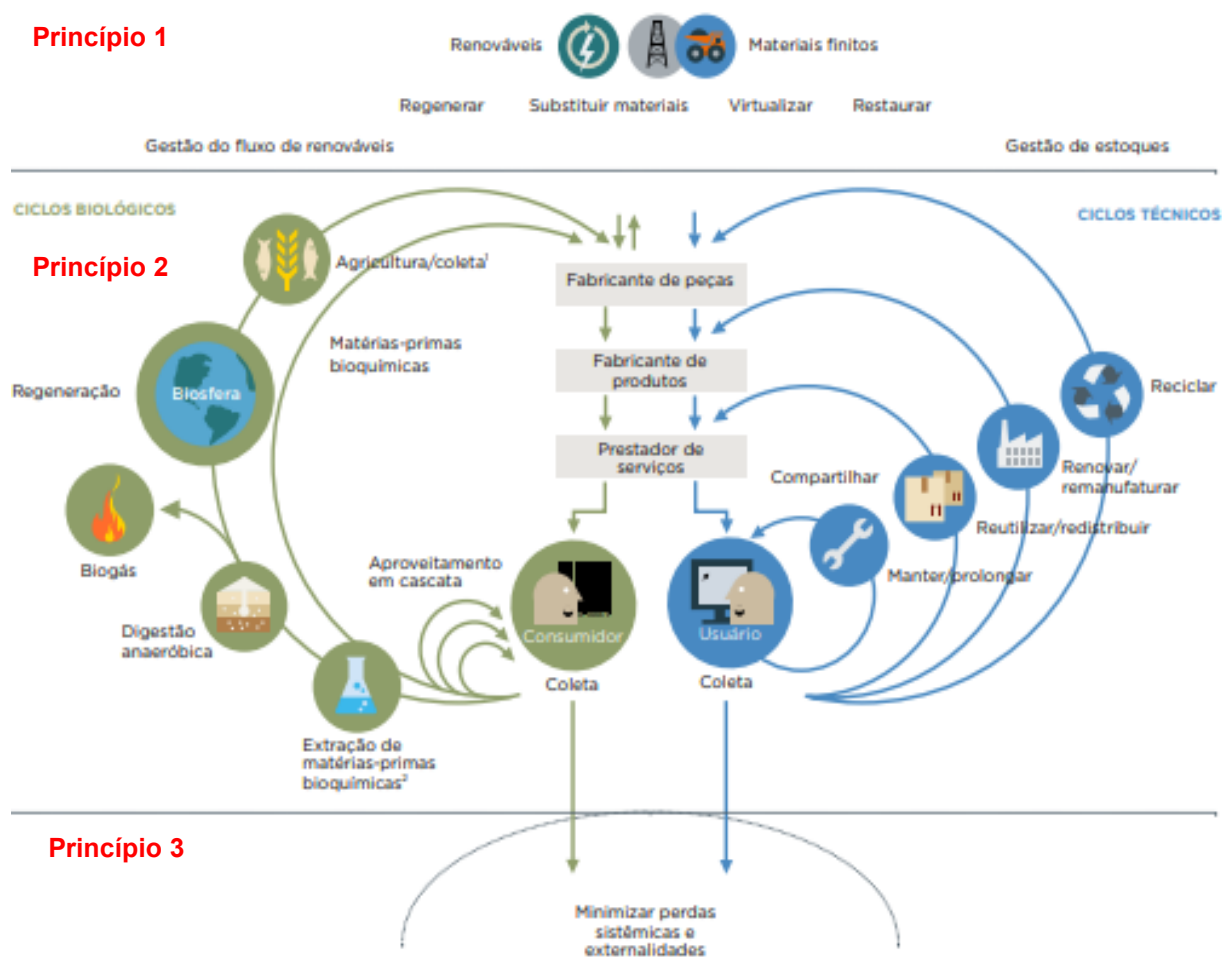 Princípio 1
Renováveis
Materiais finitos
Regenerar
Substituir materiais
Virtualizar
Restaurar
Gestão do fluxo de renováveis
Gestão de estoques
CICLOS BIOLÓGICOS
CICLOS TÉCNICOS
Princípio 2
Agricultura/coleta¹
Fabricante de peças
Matérias-primas
bioquímicas
Fabricante de
produtos
Regeneração
Biosfera
Reciclar
Prestador de
serviços
Compartilhar
Renovar/
remanufaturar
Reutilizar/redistribuir
Biogás
Aproveitamento
em cascata
Manter/prolongar
Digestão
anaeróbica
Consumidor
Usuário
Coleta
Coleta
Extração de
matérias-primas
bioquímicas²
Princípio 3
Minimizar perdas
sistêmicas e
externalidades